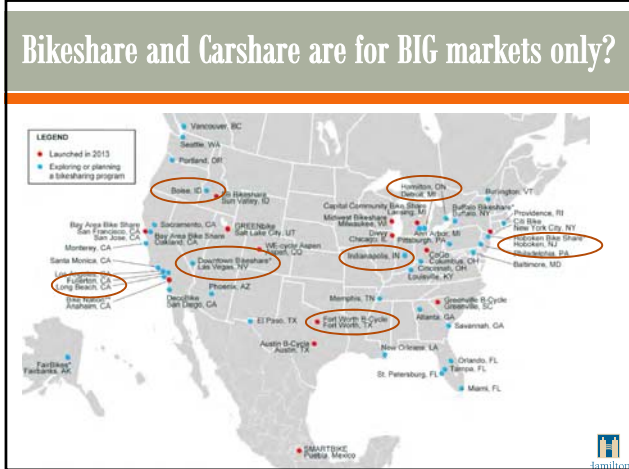 Bikeshare and Carshare are for BIG markets only?
LEGEND
Launched in 2013
Exploring or planning
a bikesharing program
Vancouver, BC
Seattle, WA
Portland, OR
Boise, ID
Sun Valley, ID
GREENbike
Salt Lake City, UT
WE-cycle Aspen
Aspen, CO
Bay Area Bike Share
San Francisco, CA
San Jose, CA
Sacramento, CA
Bay Area Bike Share
Oakland, CA
Monterey, CA
Santa Monica, CA
Fullerton, CA
Long Beach, CA
Bike Nation
Anaheim, CA
DecoBike
San Diego, CA
Downtown Bikeshare*
Las Vegas, NV
Phoenix, AZ
El Paso, TX
Fort Worth B-Cycle
Fort Worth, TX
Austin B-Cycle
Austin, TX
Hamilton, ON
Detroit, MI
Capital Community Bike Share
Lansing, MI
Midwest Bikeshare
Milwaukee, WI
Divvy
Chicago, IL
Ann Arbor, MI
Pittsburgh, PA
Indianapolis, IN
CoGo
Columbus, OH
Cincinnati, OH
Louisville, KY
Buffalo Bikeshare*
Buffalo, NY
Burlington, VT
Providence, RI
Citi Bike
New York City, NY
Hoboken Bike Share
Hoboken, NJ
Philadelphia, PA
Baltimore, MD
Memphis, TN
Greenville B-Cycle
Greenville, SC
Atlanta, GA
Savannah, GA
New Orleans, LA
Orlando, FL
Tampa, FL
St. Petersburg, FL
Miami, FL
FairBikes*
Fairbanks, AK
SMARTBIKE
Puebla, Mexico
Hamilton